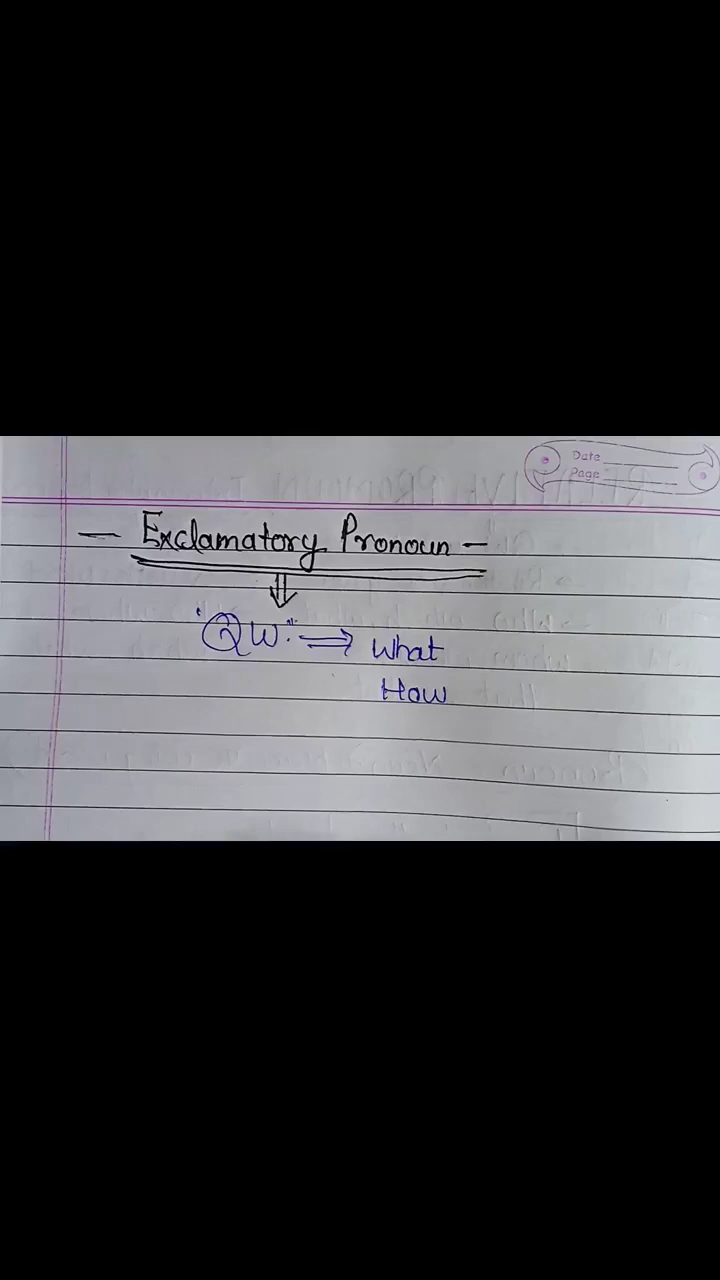 Date
Page
— Exclamatory Pronoun —
⇓
"QW." ⇒ What
How